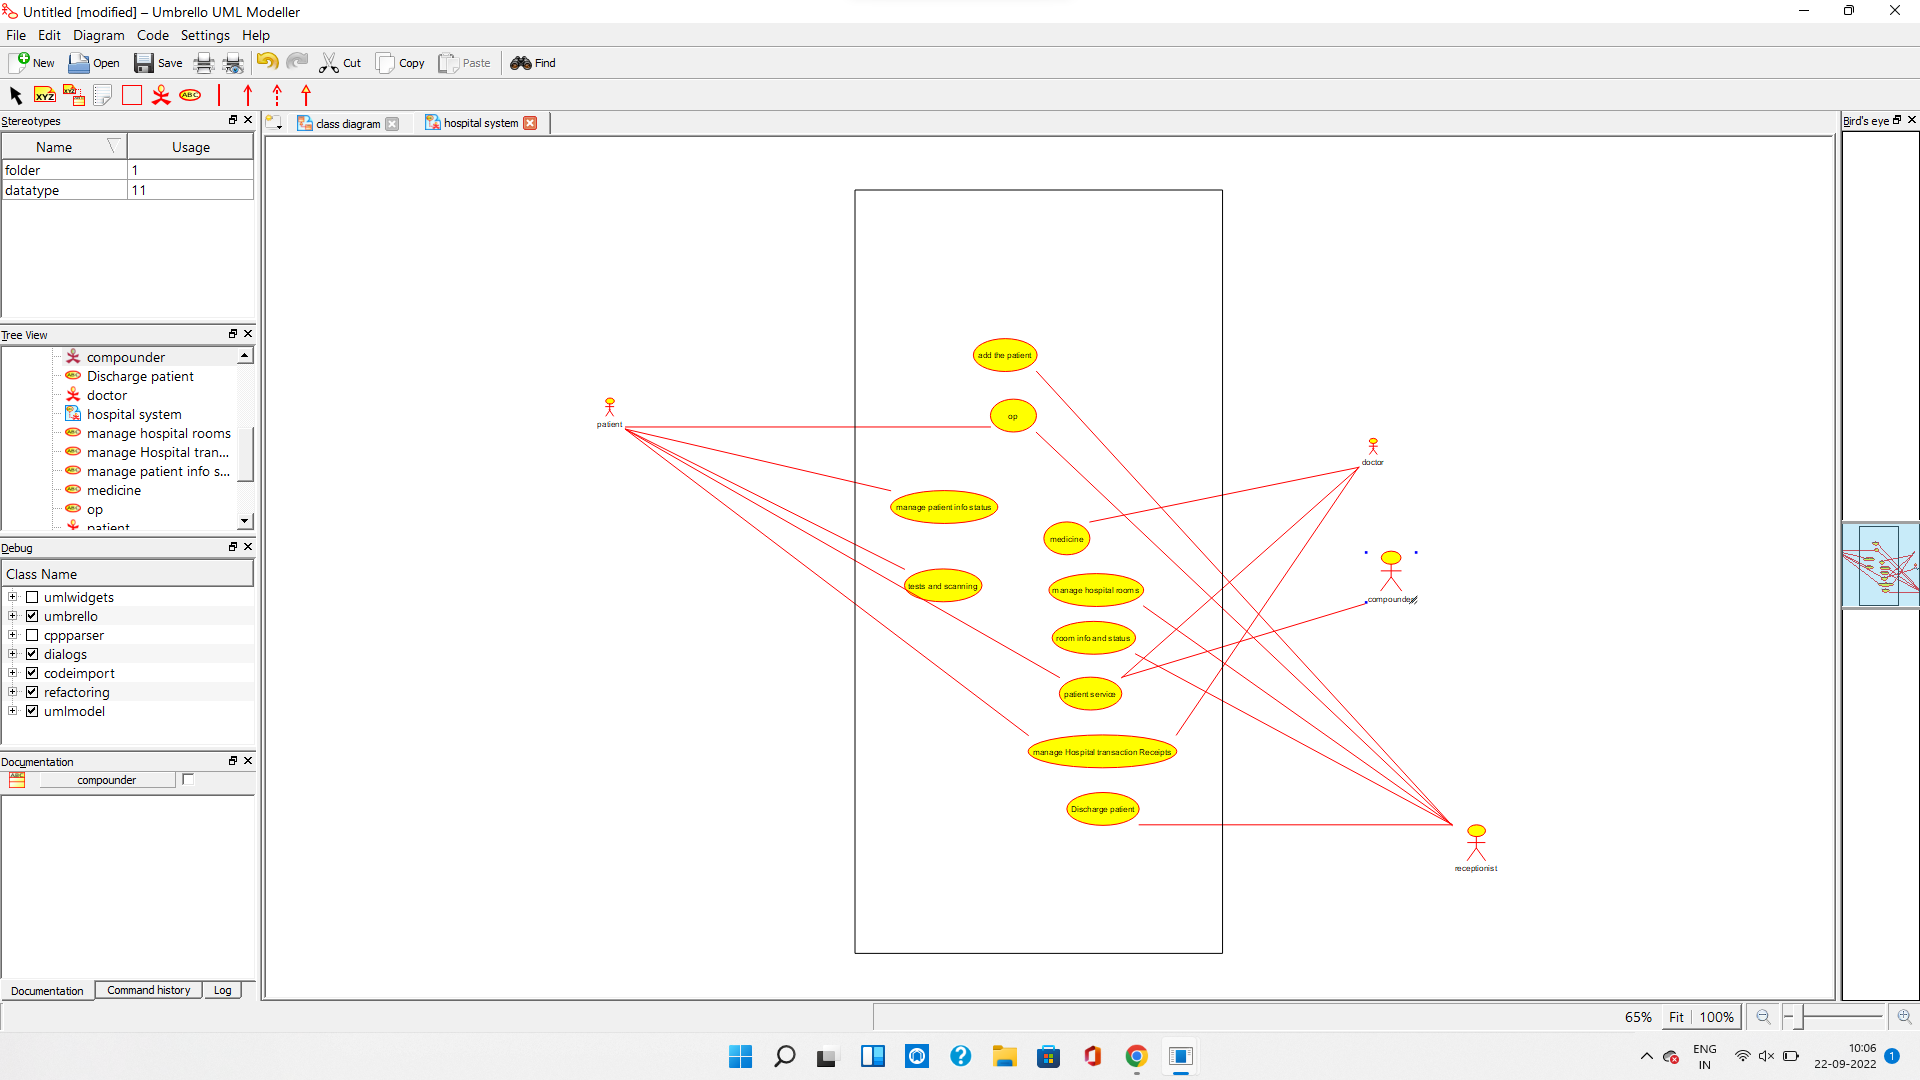 Untitled [modified] – Umbrello UML Modeller
File Edit Diagram Code Settings Help
New Open Save Cut Copy Paste Find
XYZ XYZ ABC
Stereotypes
Name Usage
folder 1
datatype 11
Tree View
compounder
Discharge patient
doctor
hospital system
manage hospital rooms
manage Hospital tran...
manage patient info s...
medicine
op
patient
Debug
Class Name
umlwidgets
umbrello
cppparser
dialogs
codeimport
refactoring
umlmodel
Documentation
compounder
Documentation Command history Log
class diagram hospital system
Bird's eye
add the patient
op
patient
doctor
manage patient info status
medicine
tests and scanning
manage hospital rooms
compounder
room info and status
patient service
manage Hospital transaction Receipts
Discharge patient
receptionist
65% Fit 100%
ENG
IN
10:06
22-09-2022
1